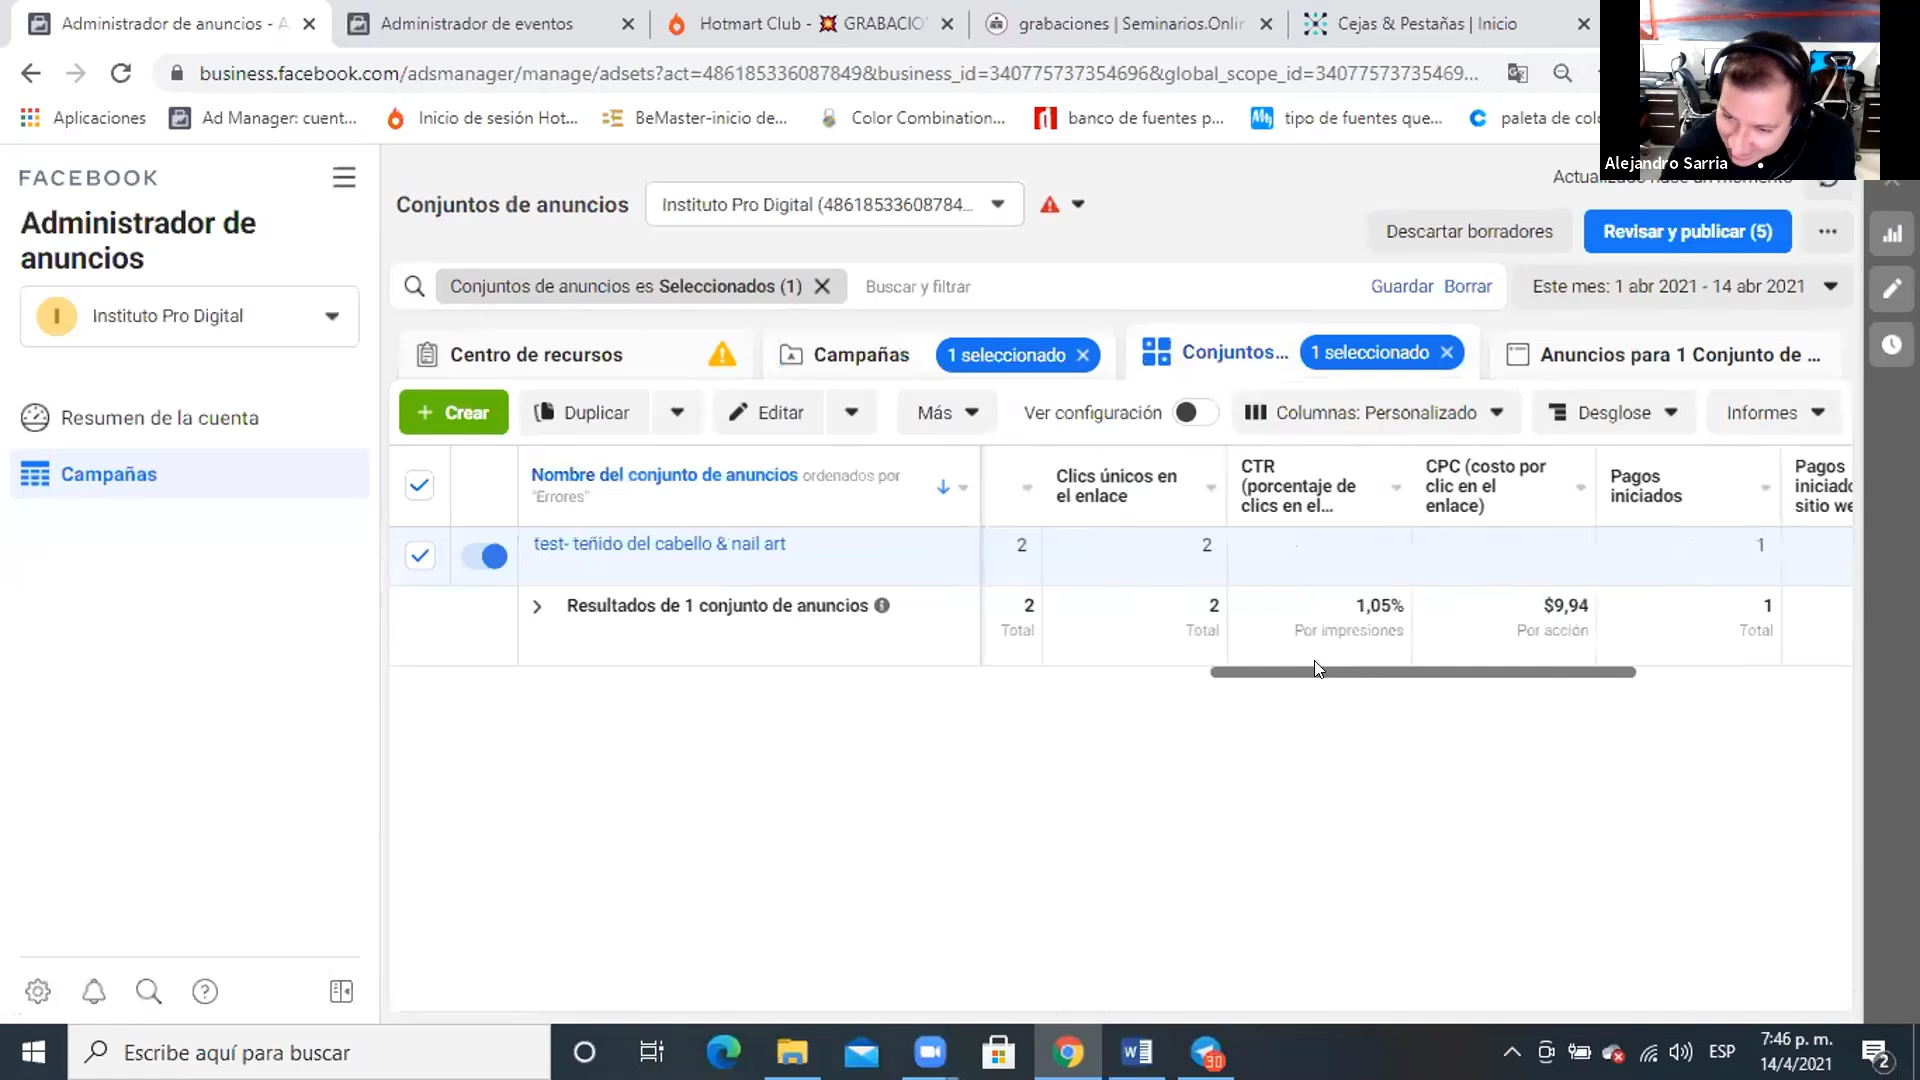 Administrador de anuncios - A
Administrador de eventos
Hotmart Club - 💥 GRABACIO
grabaciones | Seminarios.Onlir
Cejas & Pestañas | Inicio
business.facebook.com/adsmanager/manage/adsets?act=486185336087849&business_id=340775737354696&global_scope_id=34077573735469...
Aplicaciones
Ad Manager: cuent...
Inicio de sesión Hot...
BeMaster-inicio de...
Color Combination...
banco de fuentes p...
tipo de fuentes que...
paleta de colo
Alejandro Sarria
FACEBOOK
Administrador de
anuncios
Instituto Pro Digital
Resumen de la cuenta
Campañas
Conjuntos de anuncios
Instituto Pro Digital (48618533608784...
Descartar borradores
Revisar y publicar (5)
Conjuntos de anuncios es Seleccionados (1)
Buscar y filtrar
Guardar Borrar
Este mes: 1 abr 2021 - 14 abr 2021
Centro de recursos
Campañas
1 seleccionado
Conjuntos...
1 seleccionado
Anuncios para 1 Conjunto de ...
+ Crear
Duplicar
Editar
Más
Ver configuración
Columnas: Personalizado
Desglose
Informes
Nombre del conjunto de anuncios ordenados por
"Errores"
Clics únicos en
el enlace
CTR
(porcentaje de
clics en el...
CPC (costo por
clic en el
enlace)
Pagos
iniciados
Pagos
iniciado
sitio we
test- teñido del cabello & nail art
2
2
1
Resultados de 1 conjunto de anuncios
2
Total
2
Total
1,05%
Por impresiones
$9,94
Por acción
1
Total
Escribe aquí para buscar
30
ESP
7:46 p. m.
14/4/2021
2